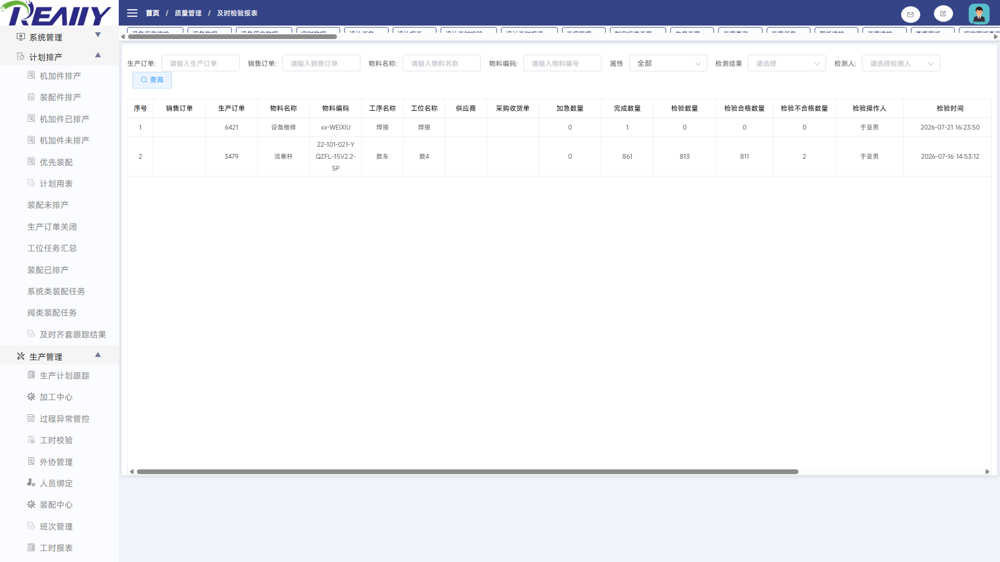 REAllY
首页 / 质量管理 / 及时检验报表
系统管理
计划排产
机加件排产
装配件排产
机加件已排产
机加件未排产
优先装配
计划用表
装配未排产
生产订单关闭
工位任务汇总
装配已排产
系统类装配任务
阀类装配任务
及时齐套跟踪结果
生产管理
生产计划跟踪
加工中心
过程异常管控
工时校验
外协管理
人员绑定
装配中心
班次管理
工时报表
生产订单: 请输入生产订单 销售订单: 请输入销售订单 物料名称: 请输入物料名称 物料编码: 请输入物料编号 属性 全部 检测结果 请选择 检测人: 请选择检测人
查询
序号 销售订单 生产订单 物料名称 物料编码 工序名称 工位名称 供应商 采购收货单 加急数量 完成数量 检验数量 检验合格数量 检验不合格数量 检验操作人 检验时间
1 6421 设备维修 xx-WEIXIU 焊接 焊接 0 1 0 0 0 于亚男 2026-07-21 16:23:50
2 3479 活塞杆 22-101-021-Y
QZFL-15V2.2-
5P 数车 数4 0 861 813 811 2 于亚男 2026-07-16 14:53:12